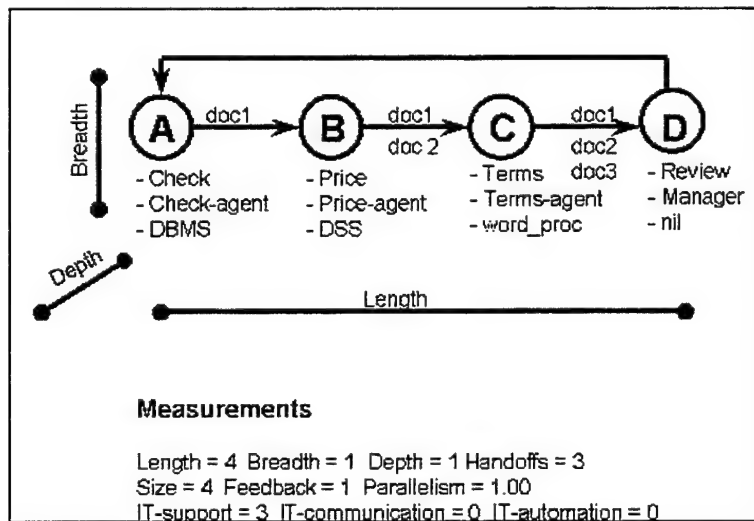 Breadth
A
doc1
B
doc1
doc 2
C
doc1
doc2
doc3
D
- Check
- Check-agent
- DBMS
- Price
- Price-agent
- DSS
- Terms
- Terms-agent
- word_proc
- Review
- Manager
- nil
Depth
Length
Measurements
Length = 4 Breadth = 1 Depth = 1 Handoffs = 3
Size = 4 Feedback = 1 Parallelism = 1.00
IT-support = 3 IT-communication = 0 IT-automation = 0